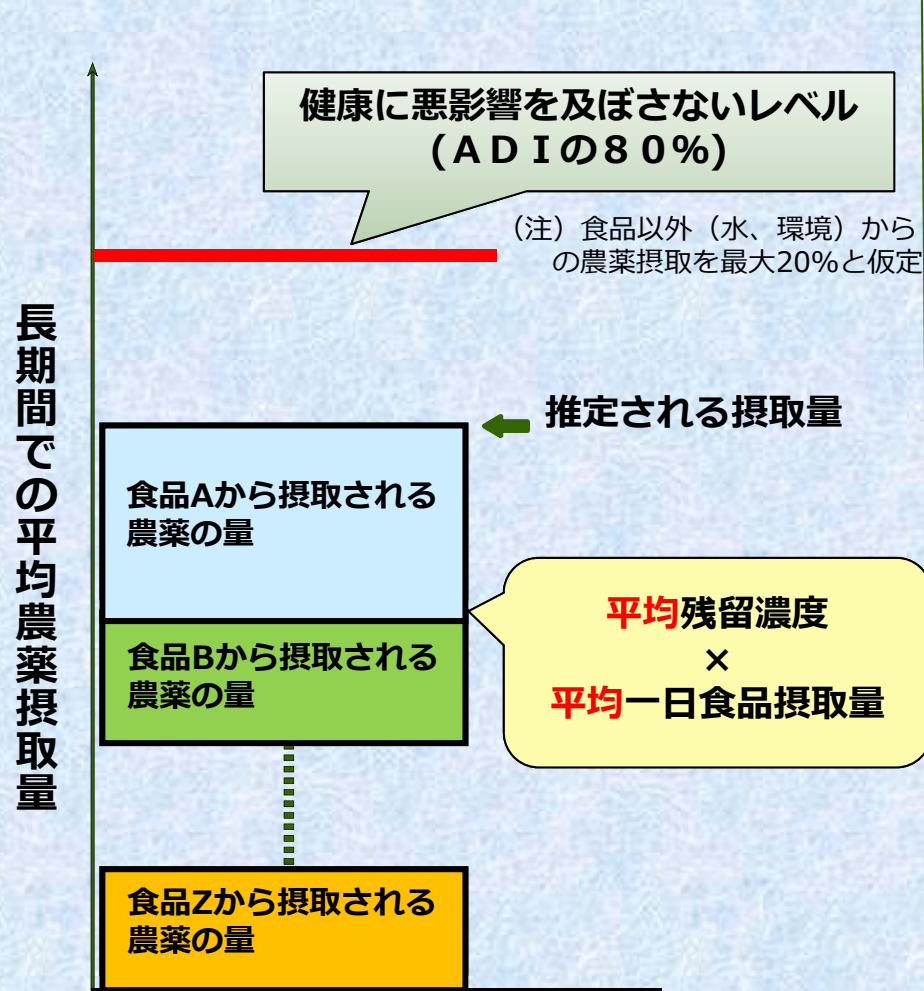 健康に悪影響を及ぼさないレベル
(ＡＤＩの８０％)
（注）食品以外（水、環境）から
の農薬摂取を最大20％と仮定
長期間での平均農薬摂取量
推定される摂取量
食品Aから摂取される
農薬の量
平均残留濃度
×
平均一日食品摂取量
食品Bから摂取される
農薬の量
食品Zから摂取される
農薬の量